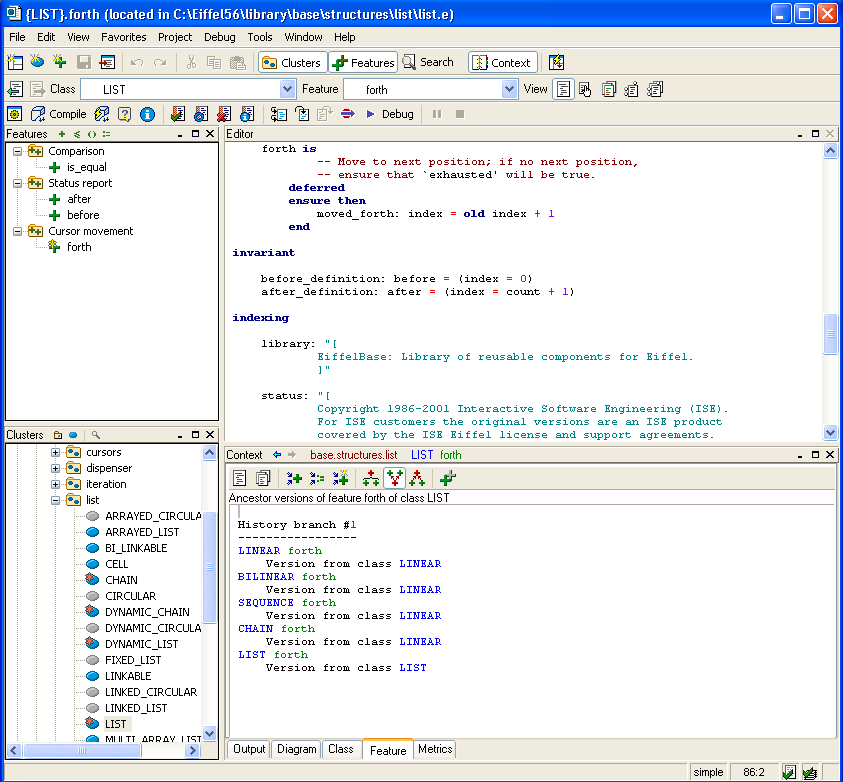 {LIST}.forth (located in C:\Eiffel56\library\base\structures\list\list.e)
File Edit View Favorites Project Debug Tools Window Help
Clusters Features Search Context
Class LIST Feature forth View
Compile Debug
Features
Comparison
is_equal
Status report
after
before
Cursor movement
forth
Editor
forth is
-- Move to next position; if no next position,
-- ensure that `exhausted' will be true.
deferred
ensure then
moved_forth: index = old index + 1
end
invariant
before_definition: before = (index = 0)
after_definition: after = (index = count + 1)
indexing
library: "[
EiffelBase: Library of reusable components for Eiffel.
]"
status: "[
Copyright 1986-2001 Interactive Software Engineering (ISE).
For ISE customers the original versions are an ISE product
covered by the ISE Eiffel license and support agreements.
Clusters
cursors
dispenser
iteration
list
ARRAYED_CIRCULA
ARRAYED_LIST
BI_LINKABLE
CELL
CHAIN
CIRCULAR
DYNAMIC_CHAIN
DYNAMIC_CIRCULA
DYNAMIC_LIST
FIXED_LIST
LINKABLE
LINKED_CIRCULAR
LINKED_LIST
LIST
MULTI_ARRAY_LIST
Context base.structures.list LIST forth
Ancestor versions of feature forth of class LIST
History branch #1
-----------------
LINEAR forth
Version from class LINEAR
BILINEAR forth
Version from class LINEAR
SEQUENCE forth
Version from class LINEAR
CHAIN forth
Version from class LINEAR
LIST forth
Version from class LIST
Output Diagram Class Feature Metrics
simple 86:2